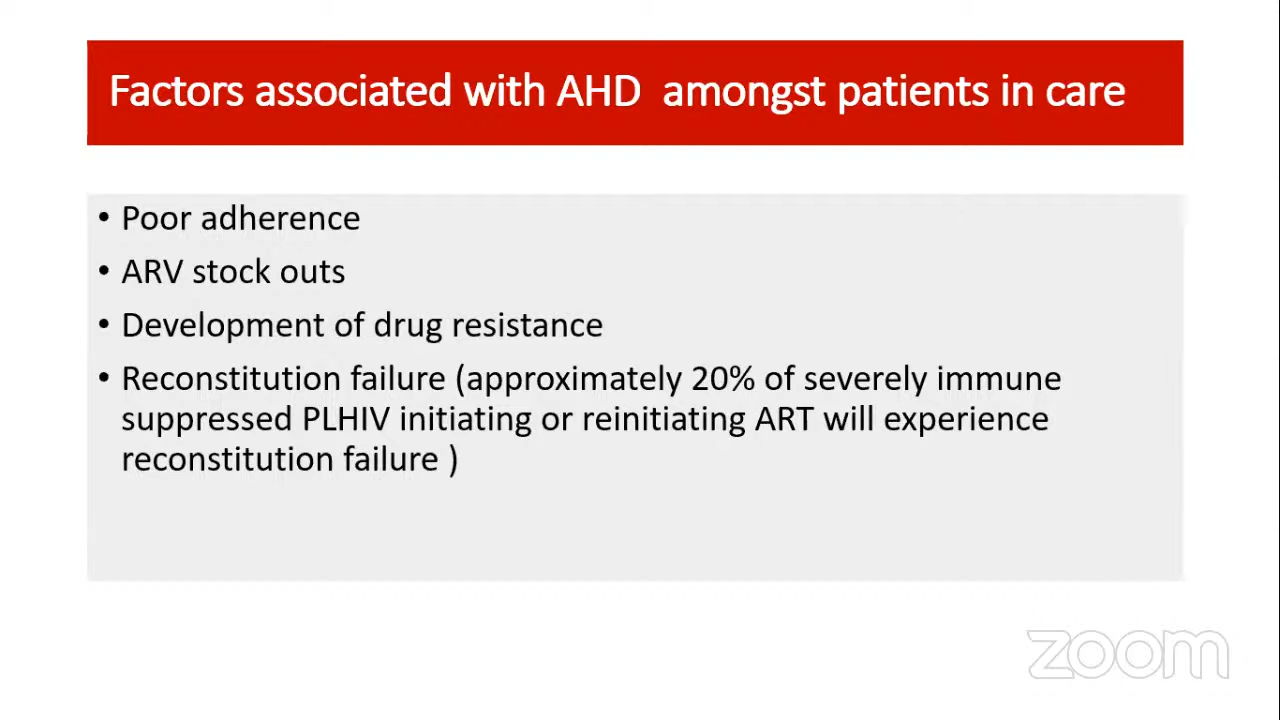 Factors associated with AHD  amongst patients in care
• Poor adherence
• ARV stock outs
• Development of drug resistance
• Reconstitution failure (approximately 20% of severely immune
suppressed PLHIV initiating or reinitiating ART will experience
reconstitution failure )
zoom